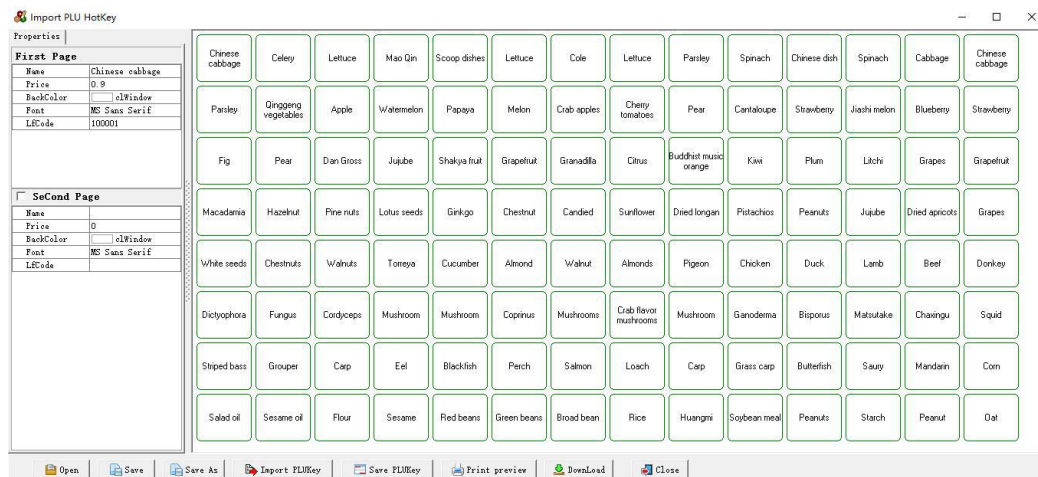 Import PLU HotKey
Properties
First Page
Name Chinese cabbage
Price 0.9
BackColor clWindow
Font MS Sans Serif
LfCode 100001
SeCond Page
Name
Price 0
BackColor clWindow
Font MS Sans Serif
LfCode
Chinese cabbage Celery Lettuce Mao Qin Scoop dishes Lettuce Cole Lettuce Parsley Spinach Chinese dish Spinach Cabbage Chinese cabbage
Parsley Qinggeng vegetables Apple Watermelon Papaya Melon Crab apples Cherry tomatoes Pear Cantaloupe Strawberry Jiashi melon Blueberry Strawberry
Fig Pear Dan Gross Jujube Shakya fruit Grapefruit Granadilla Citrus Buddhist music orange Kiwi Plum Litchi Grapes Grapefruit
Macadamia Hazelnut Pine nuts Lotus seeds Ginkgo Chestnut Candied Sunflower Dried longan Pistachios Peanuts Jujube Dried apricots Grapes
White seeds Chestnuts Walnuts Torreya Cucumber Almond Walnut Almonds Pigeon Chicken Duck Lamb Beef Donkey
Dictyophora Fungus Cordyceps Mushroom Mushroom Coprinus Mushrooms Crab flavor mushrooms Mushroom Ganoderma Bisporus Matsutake Chaxingu Squid
Striped bass Grouper Carp Eel Blackfish Perch Salmon Loach Carp Grass carp Butterfish Saury Mandarin Corn
Salad oil Sesame oil Flour Sesame Red beans Green beans Broad bean Rice Huangmi Soybean meal Peanuts Starch Peanut Oat
Open Save Save As Import PLUKey Save PLUKey Print preview DownLoad Close